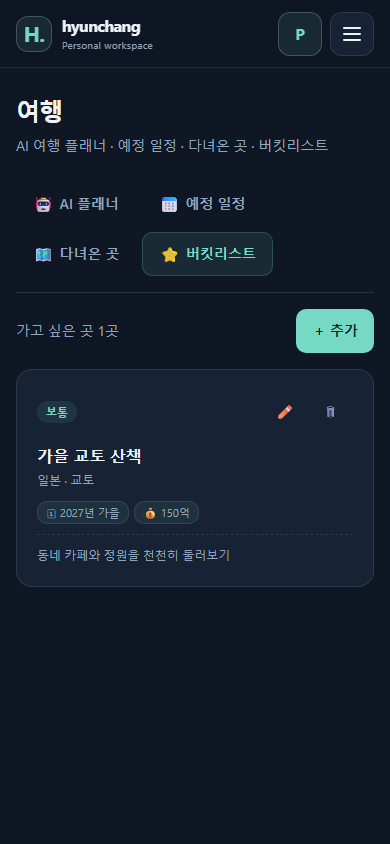 H.
hyunchang
Personal workspace
P
여행
AI 여행 플래너 · 예정 일정 · 다녀온 곳 · 버킷리스트
AI 플래너
예정 일정
다녀온 곳
버킷리스트
가고 싶은 곳 1곳
+ 추가
보통
가을 교토 산책
일본 · 교토
2027년 가을
150억
동네 카페와 정원을 천천히 둘러보기